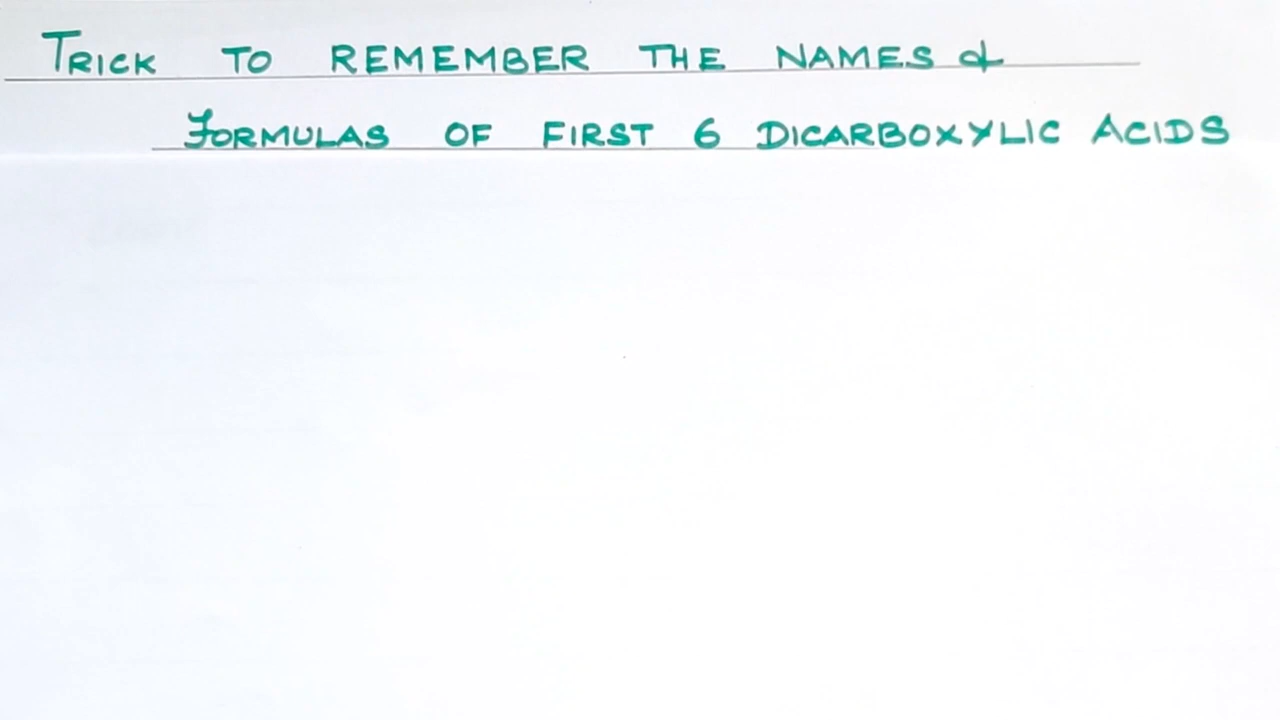 TRICK TO REMEMBER THE NAMES &
FORMULAS OF FIRST 6 DICARBOXYLIC ACIDS